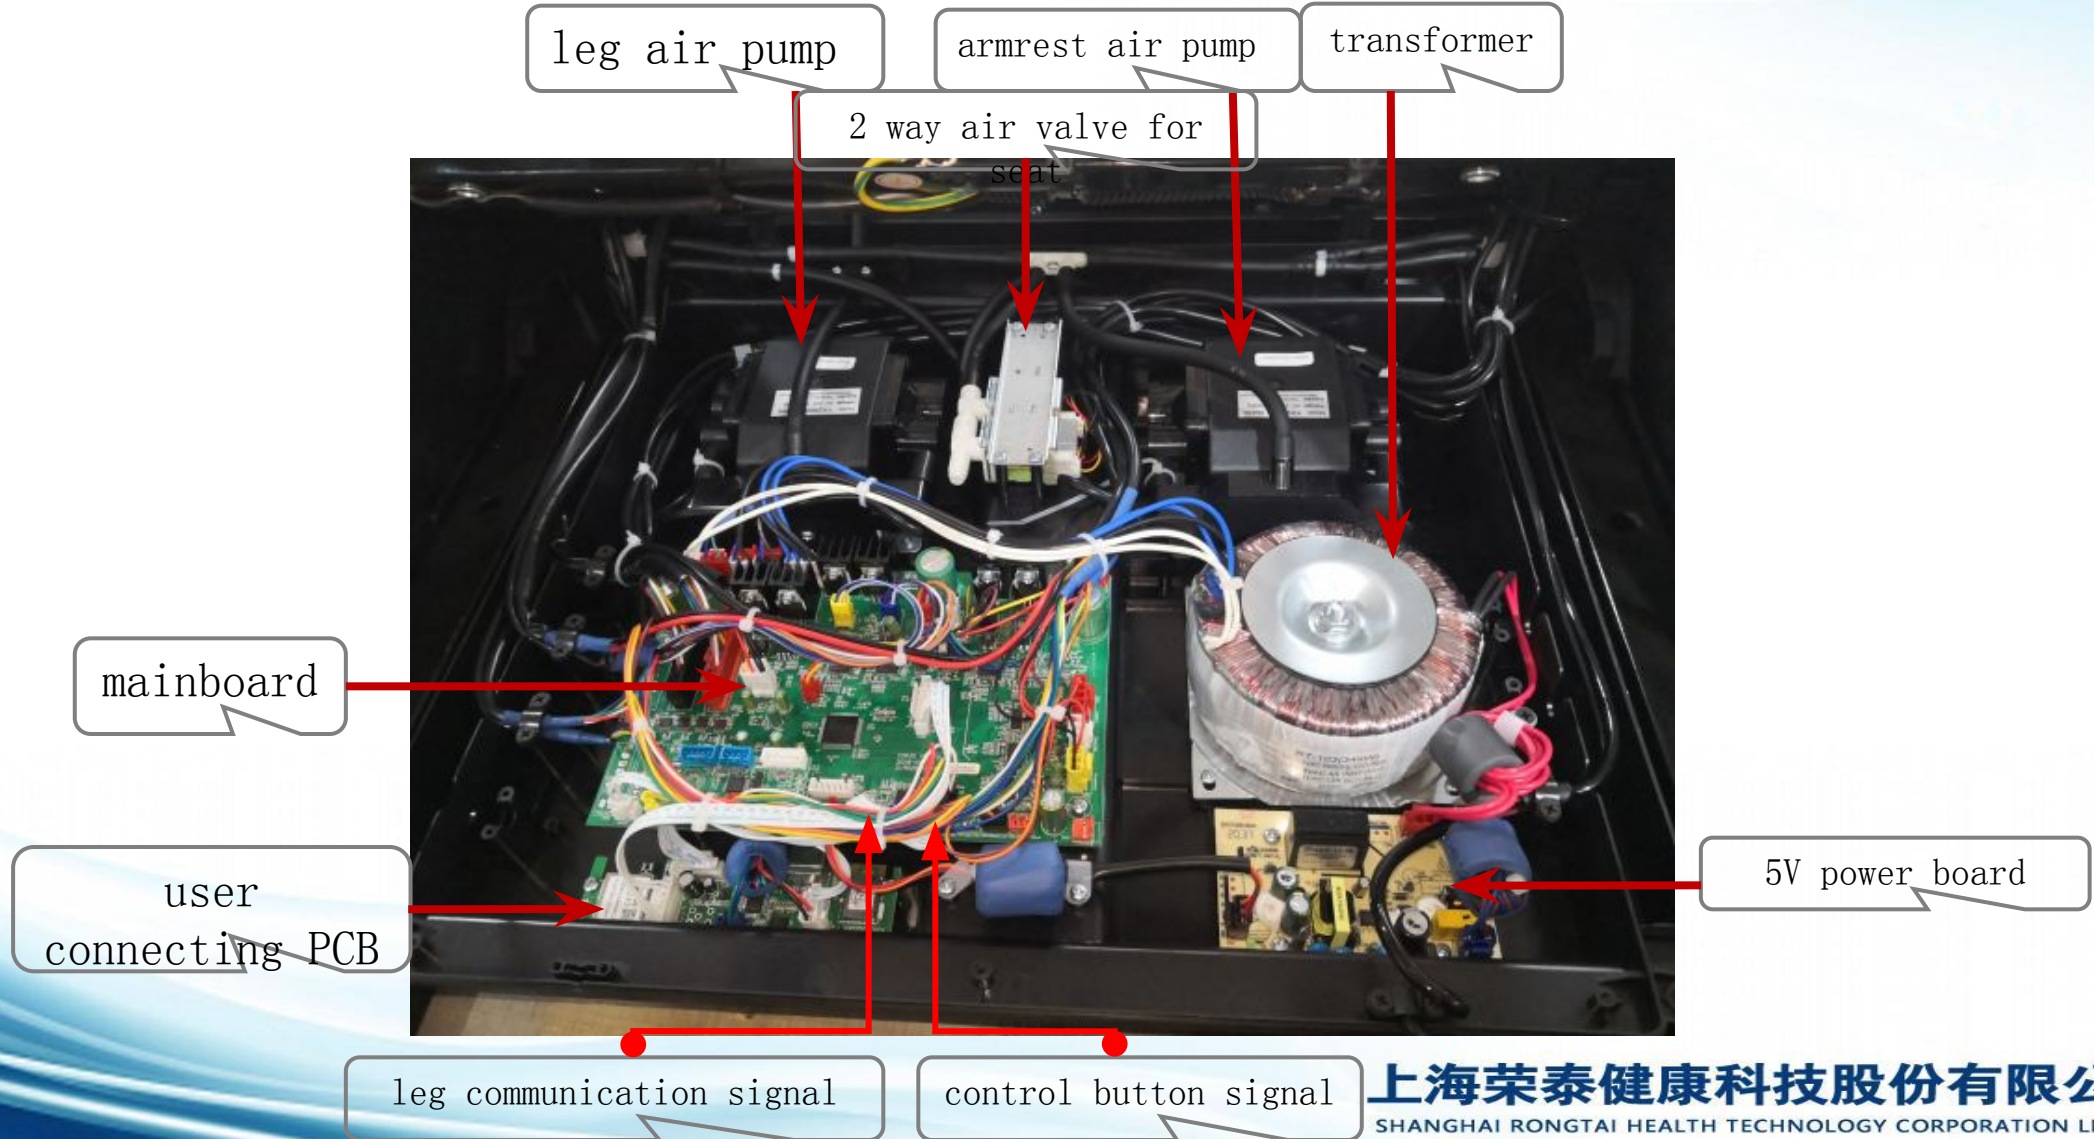 leg air pump
armrest air pump
transformer
2 way air valve for
seat
mainboard
user
connecting PCB
5V power board
leg communication signal
control button signal
上海荣泰健康科技股份有限公
SHANGHAI RONGTAI HEALTH TECHNOLOGY CORPORATION